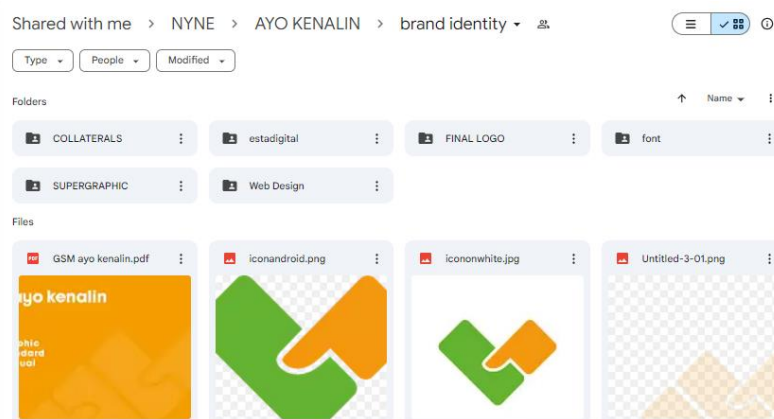 Shared with me > NYNE > AYO KENALIN > brand identity
Type People Modified
Folders Name
COLLATERALS estadigital FINAL LOGO font
SUPERGRAPHIC Web Design
Files
GSM ayo kenalin.pdf iconandroid.png icononwhite.jpg Untitled-3-01.png
ayo kenalin